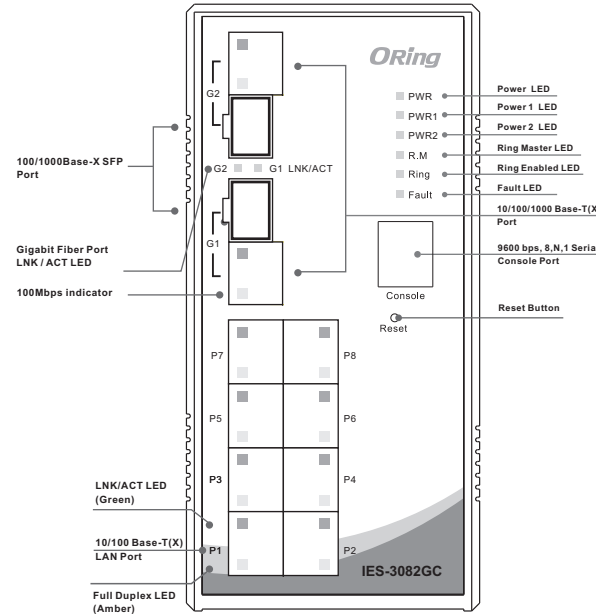 ORing
G2
PWR
PWR1
PWR2
R.M
Ring
Fault
Power LED
Power 1 LED
Power 2 LED
Ring Master LED
Ring Enabled LED
Fault LED
100/1000Base-X SFP
Port
G2
G1 LNK/ACT
10/100/1000 Base-T(X
Port
G1
Gigabit Fiber Port
LNK / ACT LED
9600 bps, 8,N,1 Seria
Console Port
100Mbps indicator
Console
Reset
Reset Button
P7
P8
P5
P6
P3
P4
LNK/ACT LED
(Green)
10/100 Base-T(X)
LAN Port
P1
P2
IES-3082GC
Full Duplex LED
(Amber)